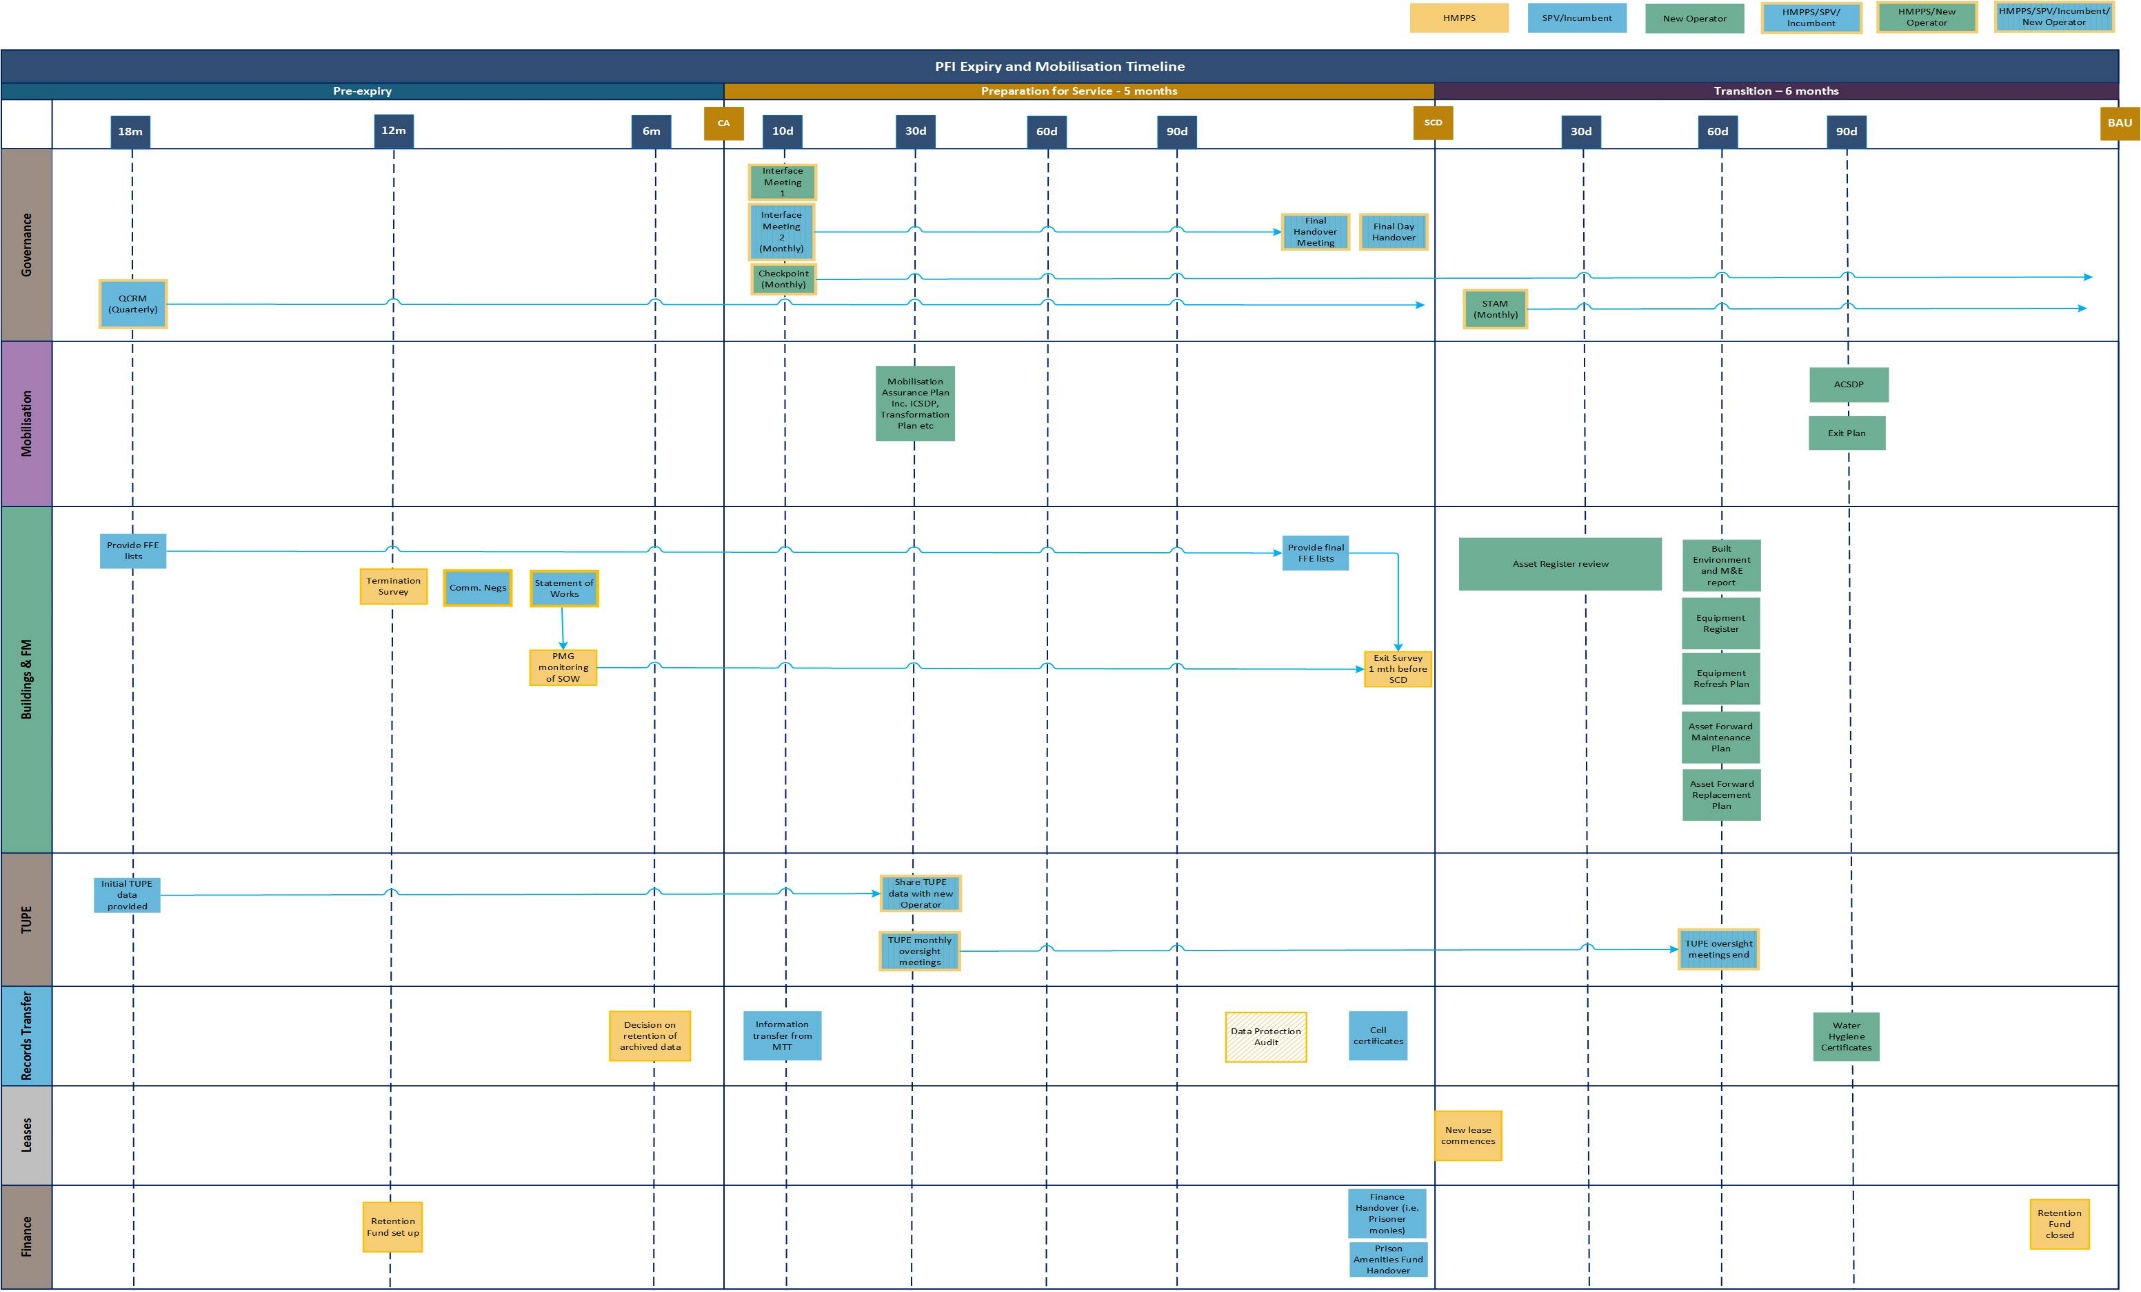 HMPPS
SPV/Incumbent
New Operator
HMPPS/SPV/
Incumbent
HMPPS/New
Operator
HMPPS/SPV/Incumbent/
New Operator
PFI Expiry and Mobilisation Timeline
Pre-expiry
Preparation for Service - 5 months
Transition – 6 months
18m
12m
6m
CA
10d
30d
60d
90d
SCD
30d
60d
90d
BAU
Governance
Interface
Meeting
1
Interface
Meeting
2
(Monthly)
Final
Handover
Meeting
Final Day
Handover
Checkpoint
(Monthly)
QCRM
(Quarterly)
STAM
(Monthly)
Mobilisation
Mobilisation
Assurance Plan
Inc. ICSDP,
Transformation
Plan etc
ACSDP
Exit Plan
Buildings & FM
Provide FFE
lists
Provide final
FFE lists
Termination
Survey
Comm. Negs
Statement of
Works
PMG
monitoring
of SOW
Exit Survey
1 mth before
SCD
Asset Register review
Built
Environment
and M&E
report
Equipment
Register
Equipment
Refresh Plan
Asset Forward
Maintenance
Plan
Asset Forward
Replacement
Plan
TUPE
Initial TUPE
data
provided
Share TUPE
data with new
Operator
TUPE monthly
oversight
meetings
TUPE oversight
meetings end
Records Transfer
Decision on
retention of
archived data
Information
transfer from
MTT
Data Protection
Audit
Cell
certificates
Water
Hygiene
Certificates
Leases
New lease
commences
Finance
Retention
Fund set up
Finance
Handover (i.e.
Prisoner
monies)
Prison
Amenities Fund
Handover
Retention
Fund
closed